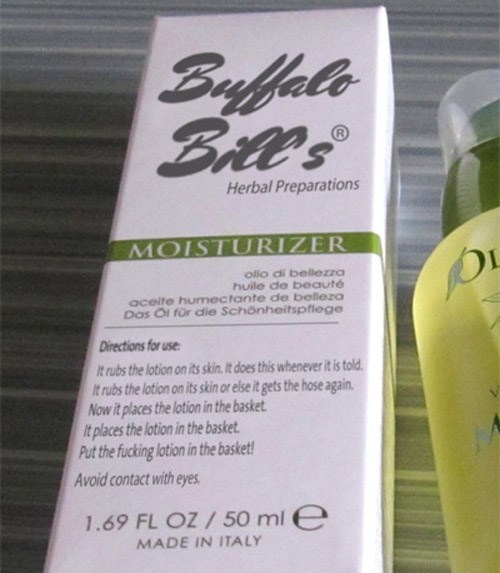 Buffalo
Bill's®
Herbal Preparations
MOISTURIZER
olio di bellezza
huile de beauté
aceite humectante de belleza
Das Öl für die Schönheitspflege
Directions for use:
It rubs the lotion on its skin. It does this whenever it is told.
It rubs the lotion on its skin or else it gets the hose again.
Now it places the lotion in the basket.
It places the lotion in the basket.
Put the fucking lotion in the basket!
Avoid contact with eyes.
1.69 FL OZ / 50 ml ℮
MADE IN ITALY